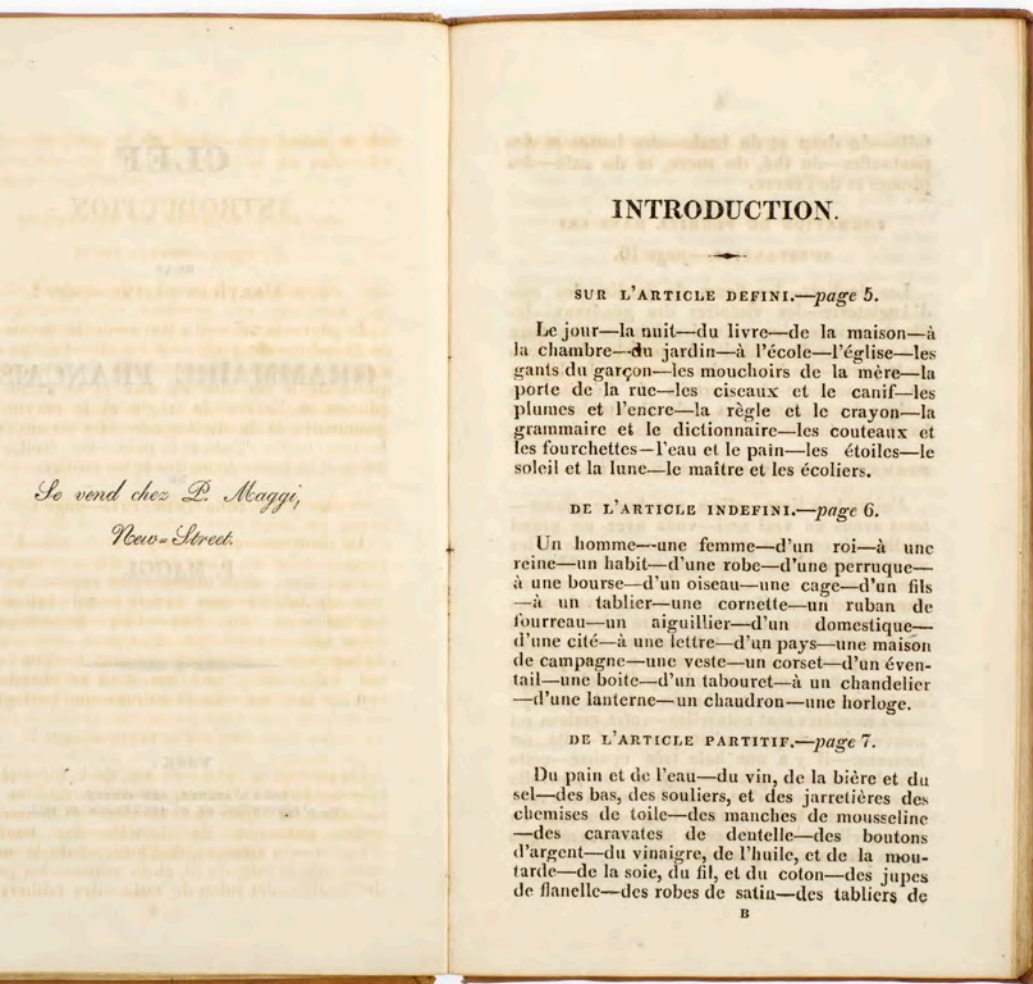 Se vend chez P. Maggi,
New-Street.
INTRODUCTION.
SUR L'ARTICLE DEFINI.—page 5.
Le jour—la nuit—du livre—de la maison—à
la chambre—du jardin—à l'école—l'église—les
gants du garçon—les mouchoirs de la mère—la
porte de la rue—les ciseaux et le canif—les
plumes et l'encre—la règle et le crayon—la
grammaire et le dictionnaire—les couteaux et
les fourchettes—l'eau et le pain—les étoiles—le
soleil et la lune—le maître et les écoliers.
DE L'ARTICLE INDEFINI.—page 6.
Un homme—une femme—d'un roi—à une
reine—un habit—d'une robe—d'une perruque—
à une bourse—d'un oiseau—une cage—d'un fils
—à un tablier—une cornette—un ruban de
fourreau—un aiguillier—d'un domestique—
d'une cité—à une lettre—d'un pays—une maison
de campagne—une veste—un corset—d'un éven-
tail—une boite—d'un tabouret—à un chandelier
—d'une lanterne—un chaudron—une horloge.
DE L'ARTICLE PARTITIF.—page 7.
Du pain et de l'eau—du vin, de la bière et du
sel—des bas, des souliers, et des jarretières des
chemises de toile—des manches de mousseline
—des caravates de deutelle—des boutons
d'argent—du vinaigre, de l'huile, et de la mou-
tarde—de la soie, du fil, et du coton—des jupes
de flanelle—des robes de satin—des tabliers de
B